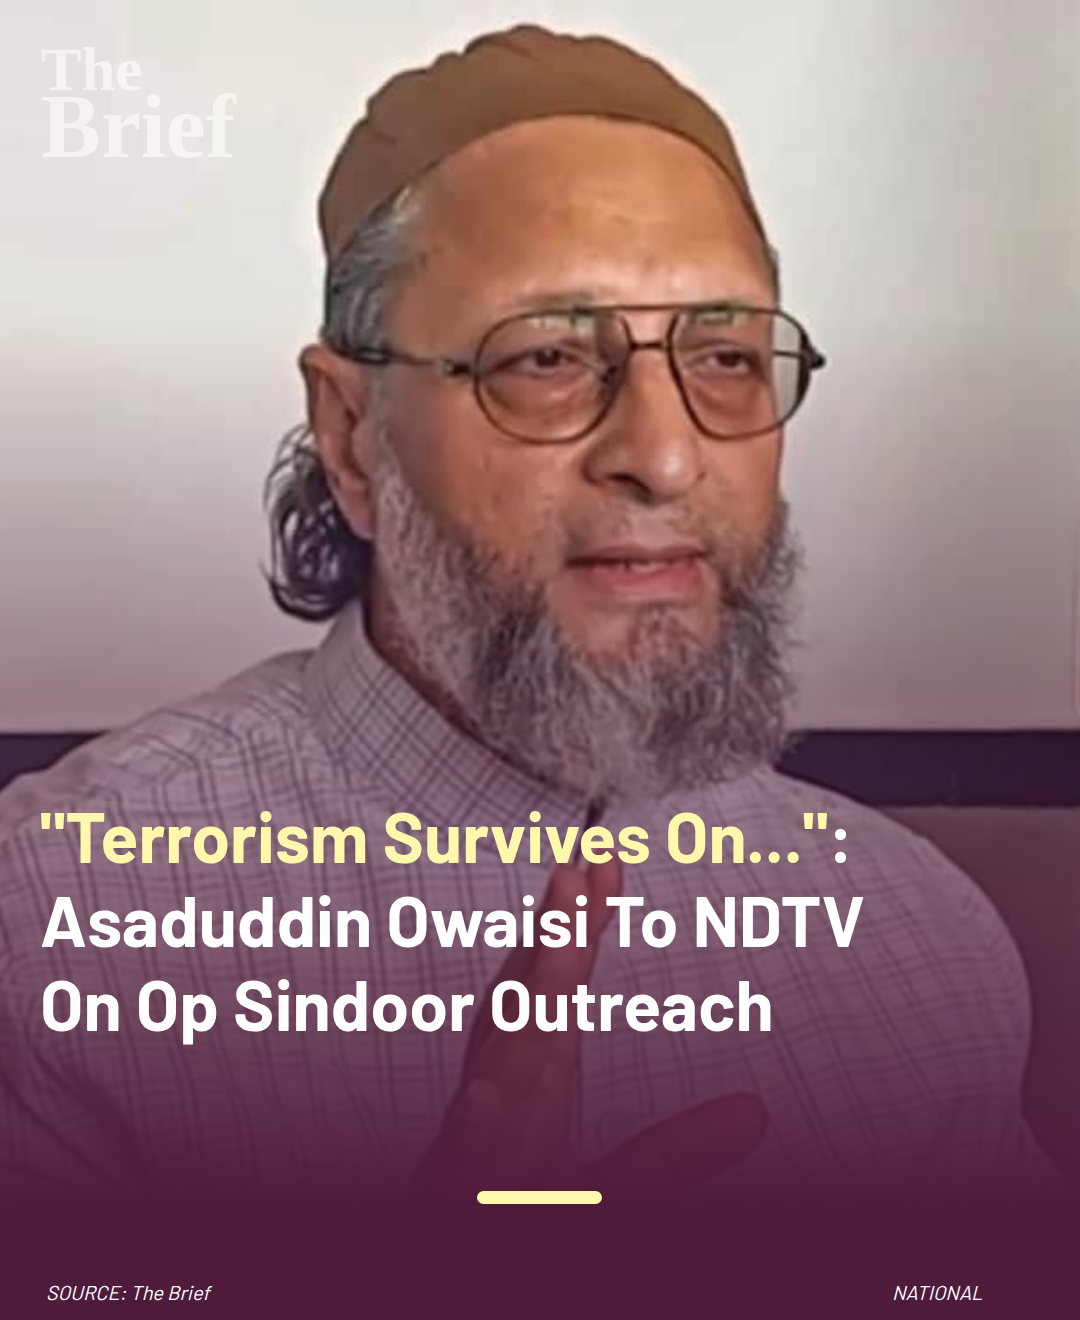 The
Brief
"Terrorism Survives On...":
Asaduddin Owaisi To NDTV
On Op Sindoor Outreach
SOURCE: The Brief
NATIONAL